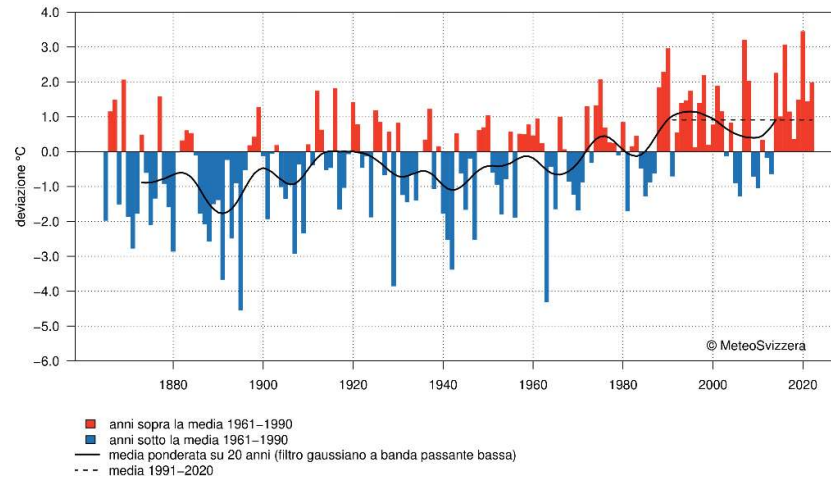 4.0
3.0
2.0
1.0
0.0
−1.0
−2.0
−3.0
−4.0
−5.0
−6.0
deviazione °C
© MeteoSvizzera
1880 1900 1920 1940 1960 1980 2000 2020
anni sopra la media 1961−1990
anni sotto la media 1961−1990
media ponderata su 20 anni (filtro gaussiano a banda passante bassa)
media 1991−2020